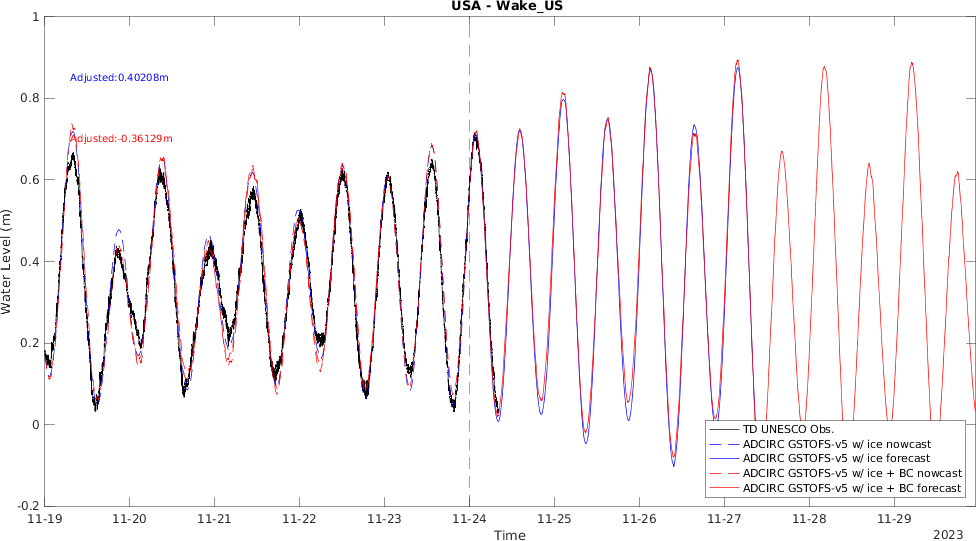 USA - Wake_US
1
0.8
0.6
0.4
0.2
0
-0.2
Water Level (m)
Adjusted:0.40208m
Adjusted:-0.36129m
TD UNESCO Obs.
ADCIRC GSTOFS-v5 w/ ice nowcast
ADCIRC GSTOFS-v5 w/ ice forecast
ADCIRC GSTOFS-v5 w/ ice + BC nowcast
ADCIRC GSTOFS-v5 w/ ice + BC forecast
11-19 11-20 11-21 11-22 11-23 11-24 11-25 11-26 11-27 11-28 11-29
Time
2023